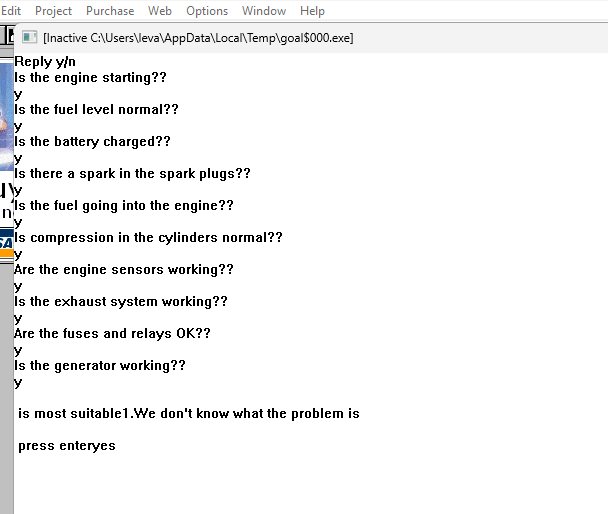 Edit Project Purchase Web Options Window Help
[Inactive C:\Users\leva\AppData\Local\Temp\goal$000.exe]
Reply y/n
Is the engine starting??
y
Is the fuel level normal??
y
Is the battery charged??
y
Is there a spark in the spark plugs??
y
Is the fuel going into the engine??
y
Is compression in the cylinders normal??
y
Are the engine sensors working??
y
Is the exhaust system working??
y
Are the fuses and relays OK??
y
Is the generator working??
y
is most suitable1.We don't know what the problem is
press enteryes